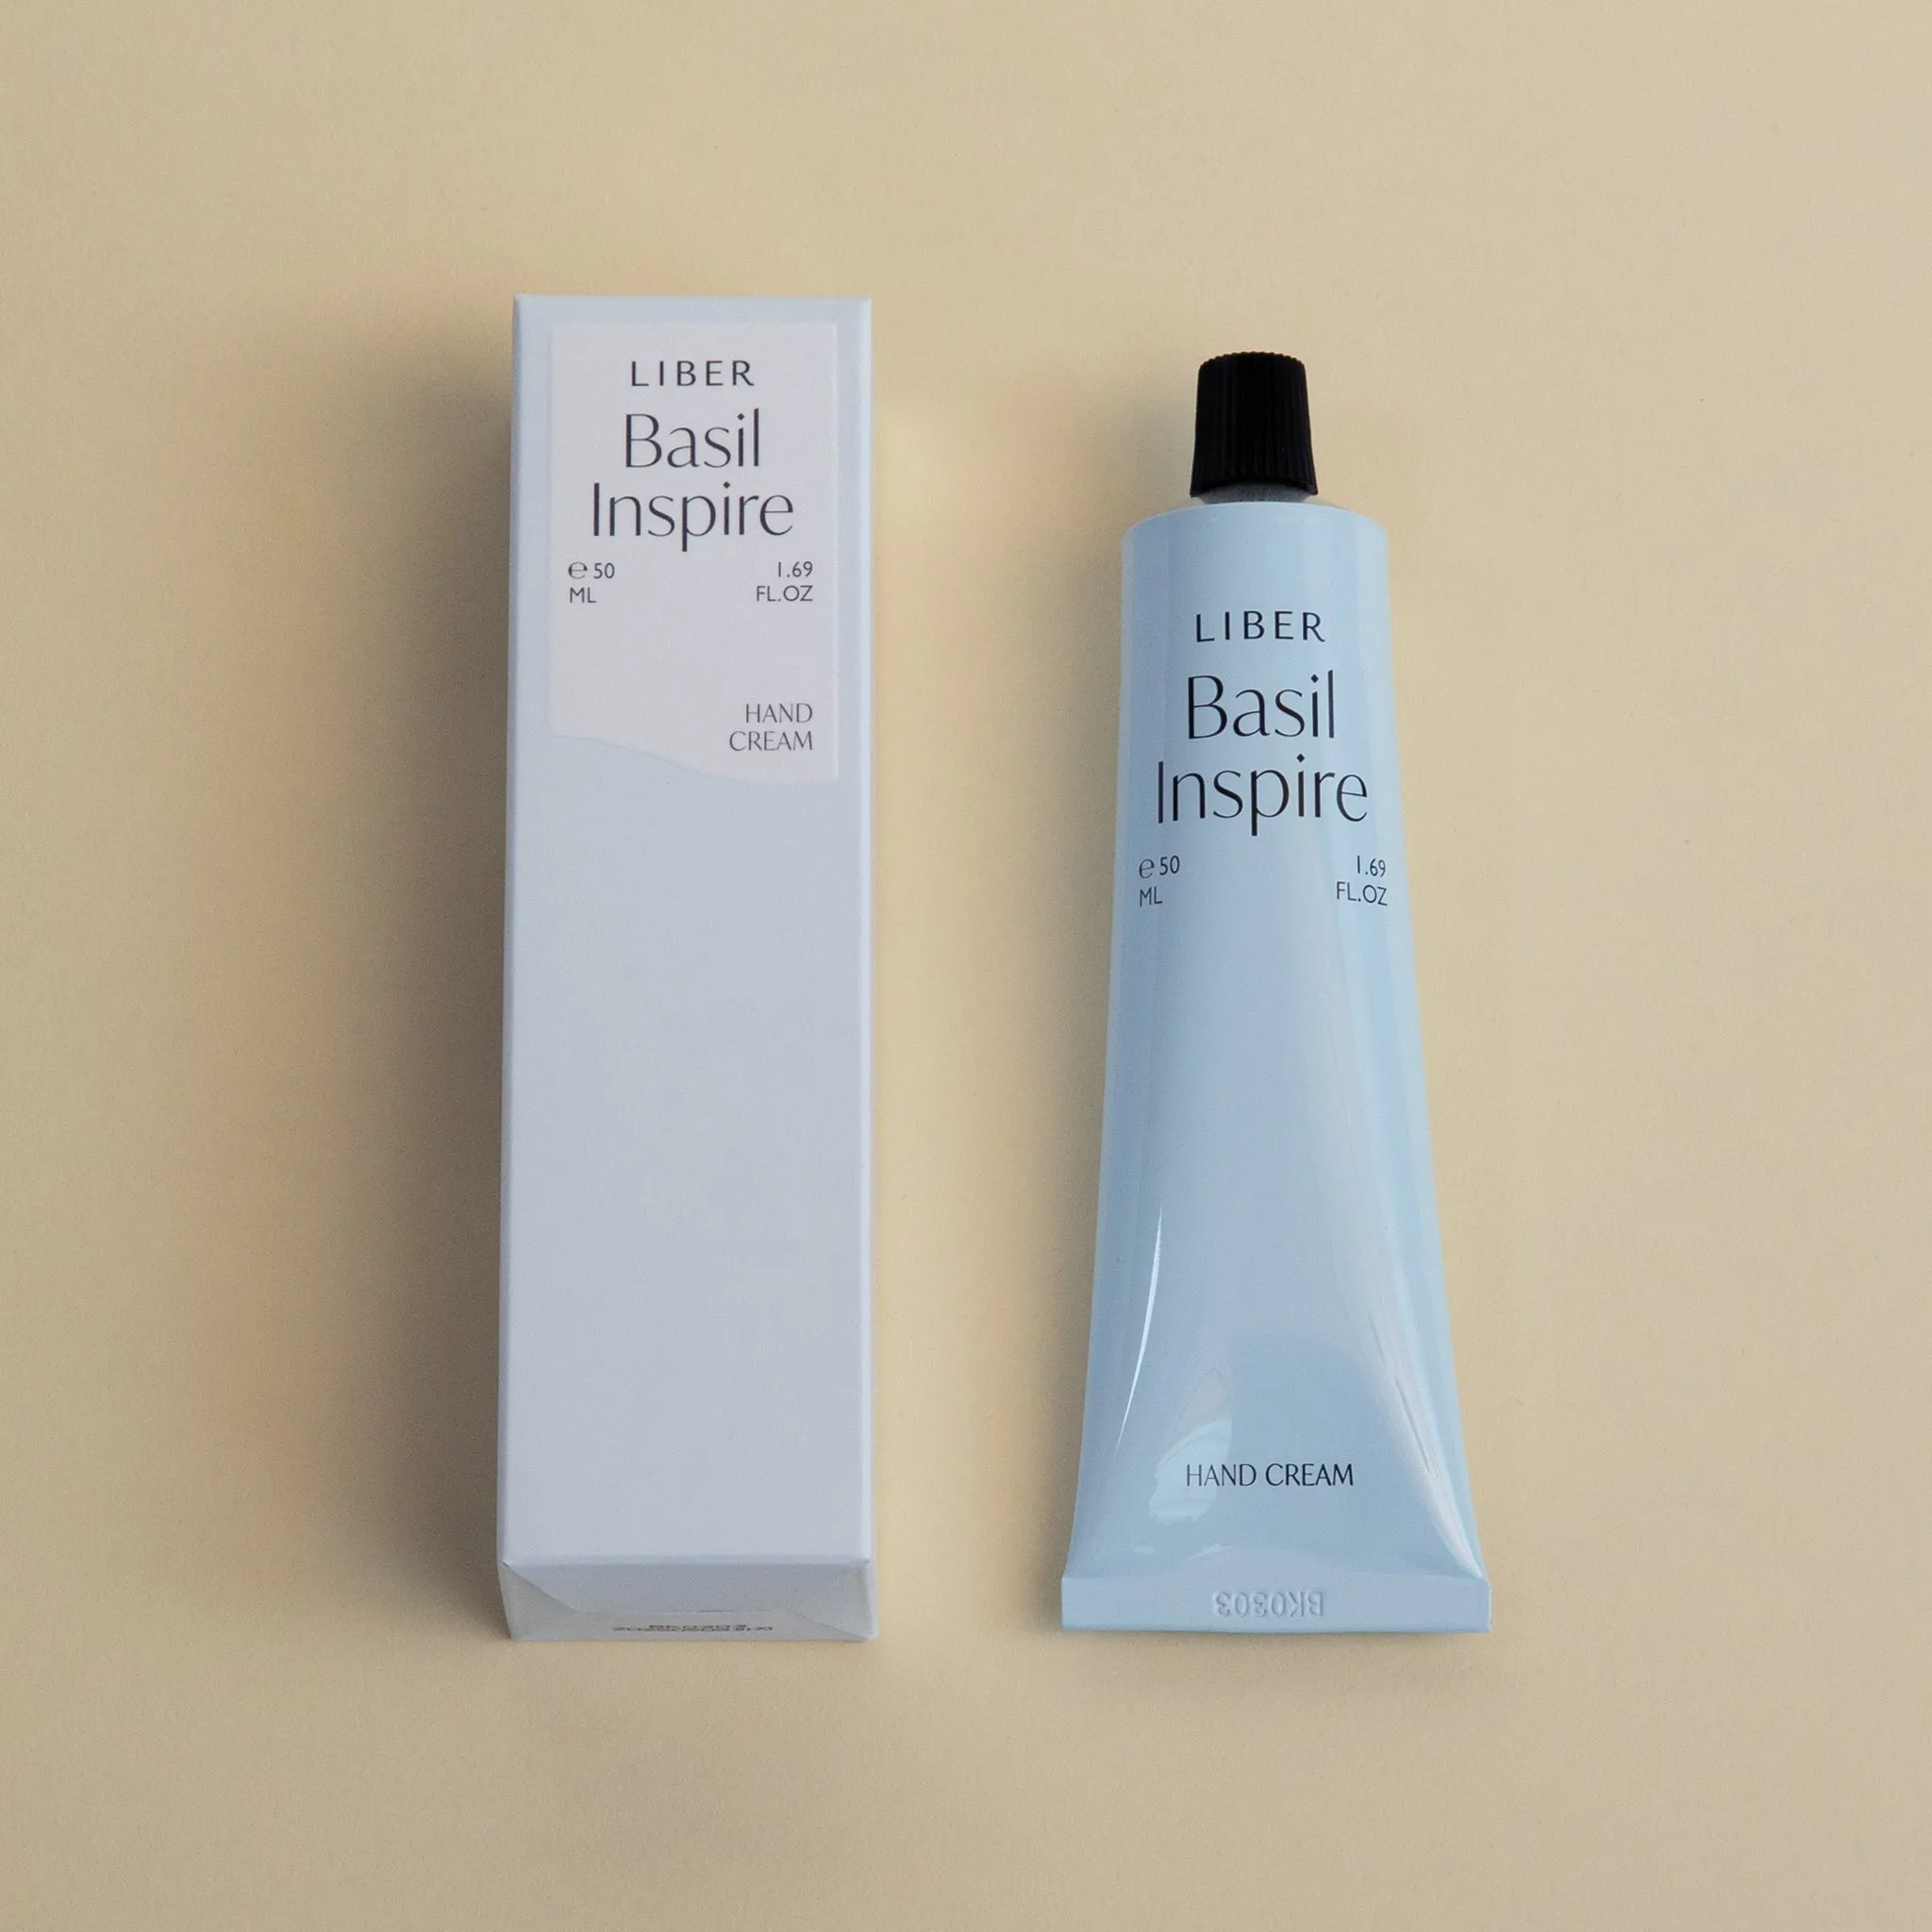 LIBER
Basil
Inspire
℮ 50 ML
1.69 FL.OZ
HAND
CREAM
LIBER
Basil
Inspire
℮ 50 ML
1.69 FL.OZ
HAND CREAM
BK0303